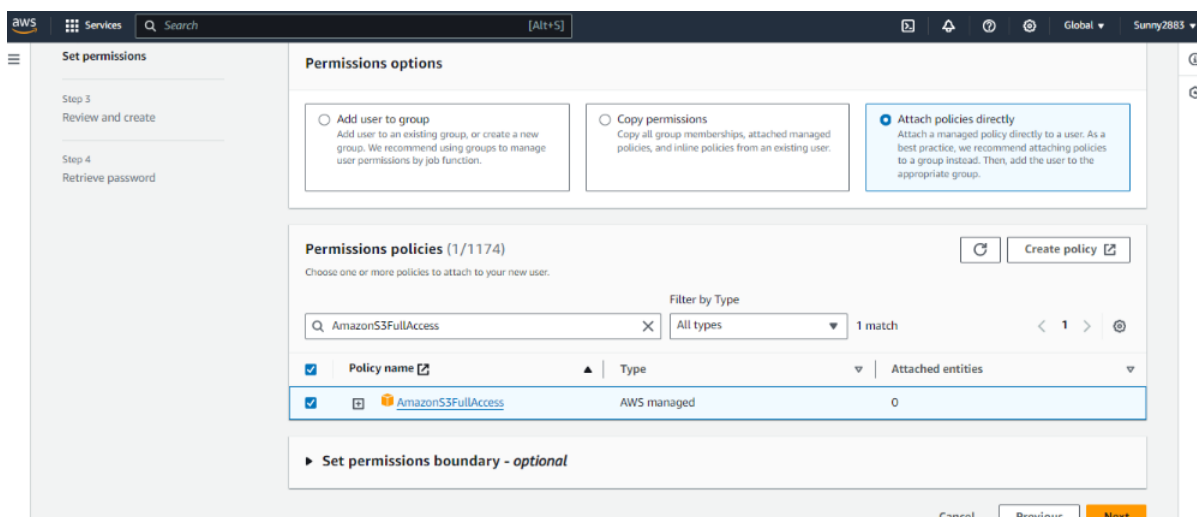 aws
Services
Search
[Alt+S]
Global
Sunny2883
Set permissions
Step 3
Review and create
Step 4
Retrieve password
Permissions options
Add user to group
Add user to an existing group, or create a new
group. We recommend using groups to manage
user permissions by job function.
Copy permissions
Copy all group memberships, attached managed
policies, and inline policies from an existing user.
Attach policies directly
Attach a managed policy directly to a user. As a
best practice, we recommend attaching policies
to a group instead. Then, add the user to the
appropriate group.
Permissions policies (1/1174)
Create policy
Choose one or more policies to attach to your new user.
Filter by Type
AmazonS3FullAccess
All types
1 match
1
Policy name
Type
Attached entities
AmazonS3FullAccess
AWS managed
0
Set permissions boundary - optional
Cancel
Previous
Next